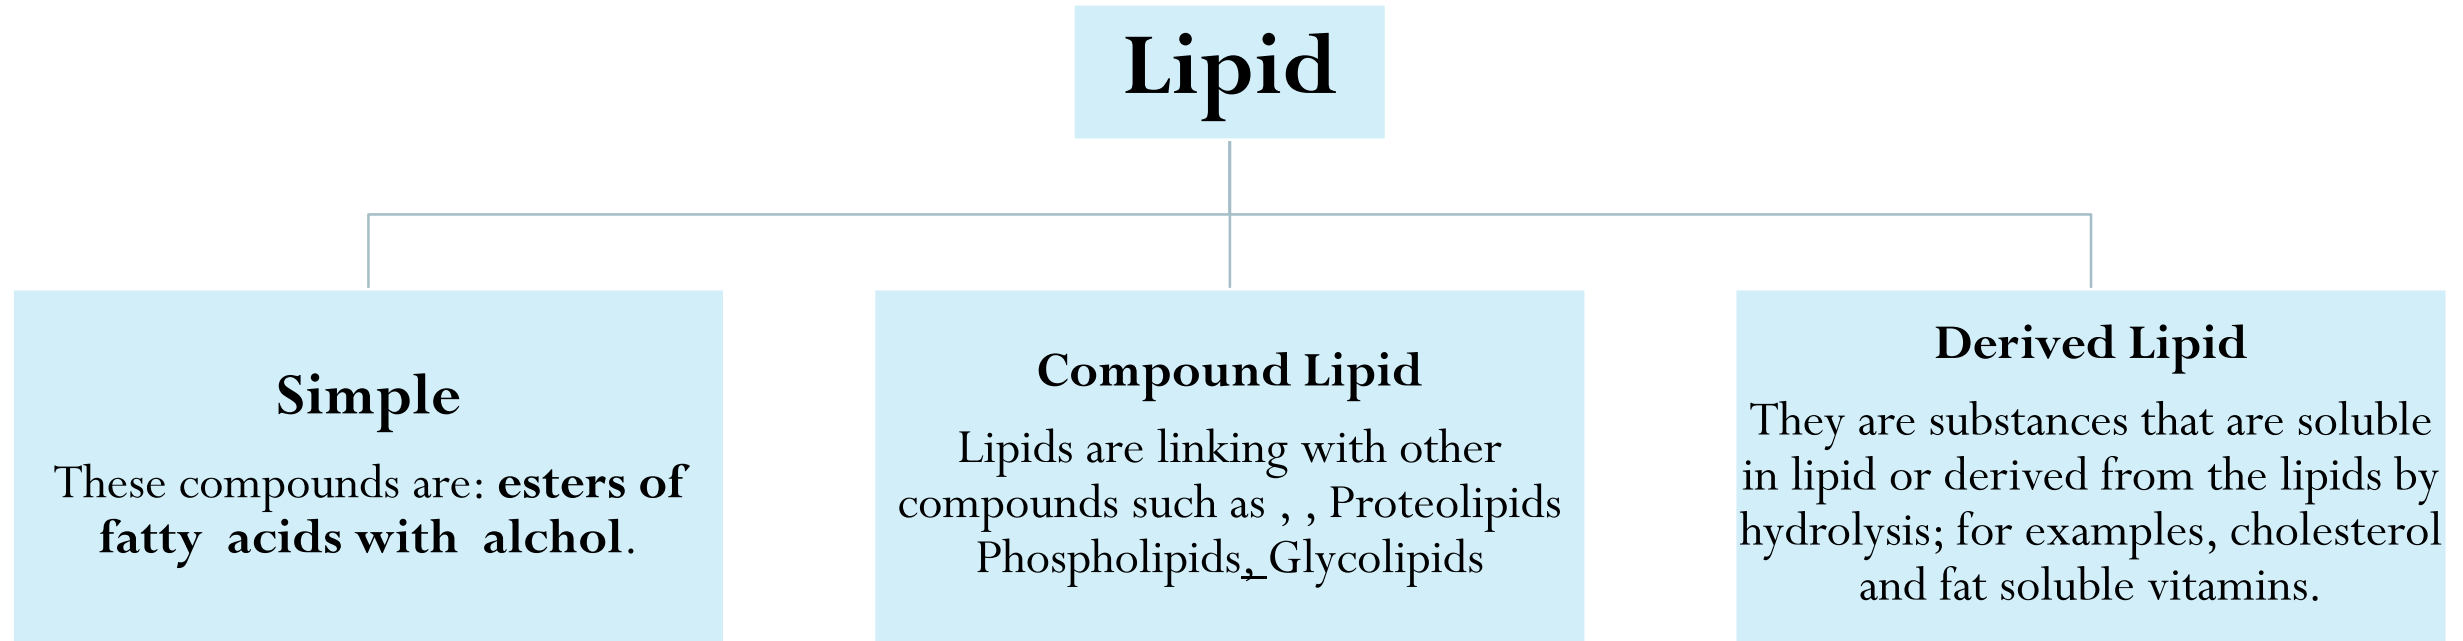 Lipid
Simple
These compounds are: esters of
fatty acids with alchol.
Compound Lipid
Lipids are linking with other
compounds such as , , Proteolipids
Phospholipids, Glycolipids
Derived Lipid
They are substances that are soluble
in lipid or derived from the lipids by
hydrolysis; for examples, cholesterol
and fat soluble vitamins.